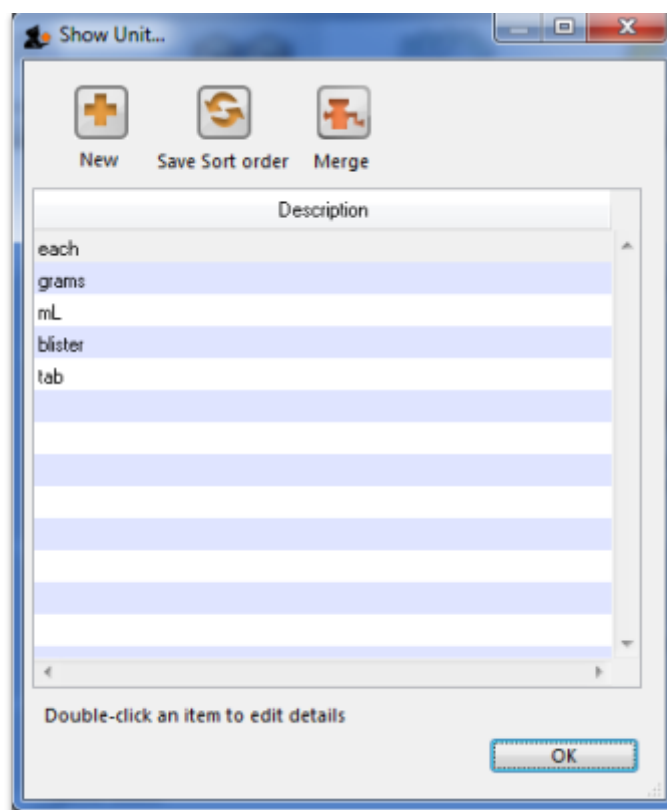 Show Unit...
New Save Sort order Merge
Description
each
grams
mL
blister
tab
Double-click an item to edit details
OK